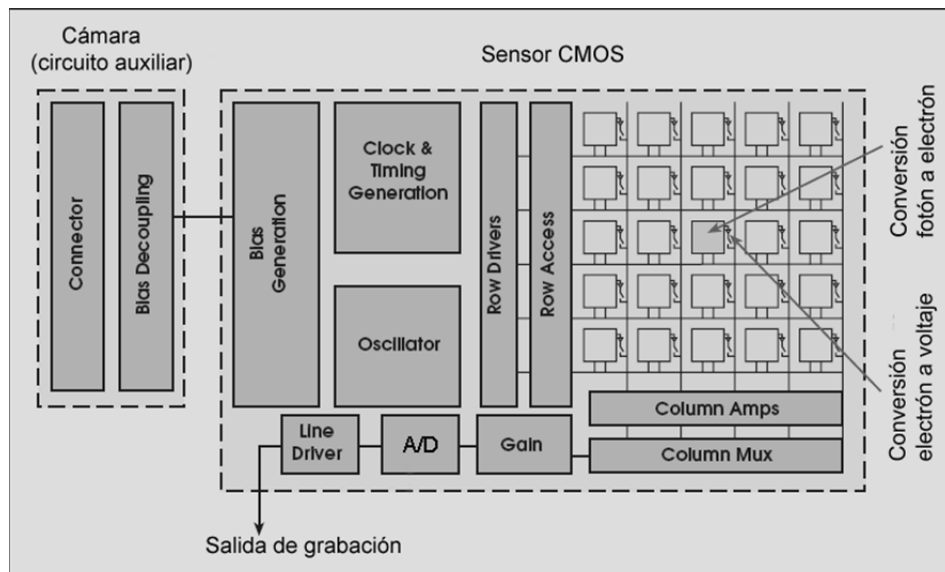 Cámara
(circuito auxiliar)
Sensor CMOS
Connector
Bias Decoupling
Bias
Generation
Clock &
Timing
Generation
Oscillator
Row Drivers
Row Access
Conversión
fotón a electrón
Conversión
electrón a voltaje
Column Amps
Line
Driver
A/D
Gain
Column Mux
Salida de grabación